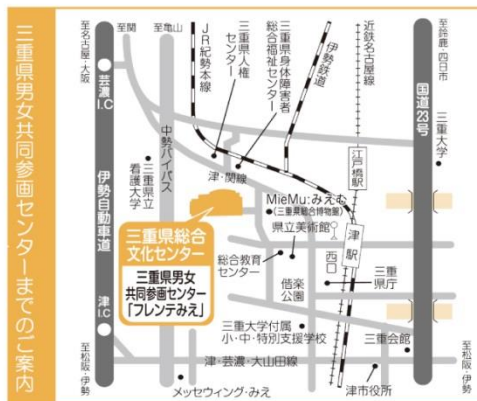 三重県男女共同参画センターまでのご案内
至名古屋・大阪
芸濃
I.C
伊勢自動車道
津
I.C
至松阪・伊勢
至関
至亀山
中勢バイパス
三重県立
看護大学
JR紀勢本線
三重県人権
センター
三重県身体障害者
総合福祉センター
伊勢鉄道
近鉄名古屋線
至鈴鹿・四日市
国道23号
三重大学
江戸橋駅
津・関線
MieMu:みえむ
(三重県総合博物館)
県立美術館
津駅
西口
三重県総合
文化センター
三重県男女
共同参画センター
「フレンテみえ」
総合教育
センター
偕楽
公園
三重
県庁
三重大学付属
小・中・特別支援学校
三重会館
津・芸濃・大山田線
メッセウィング・みえ
津市役所
至松阪・伊勢